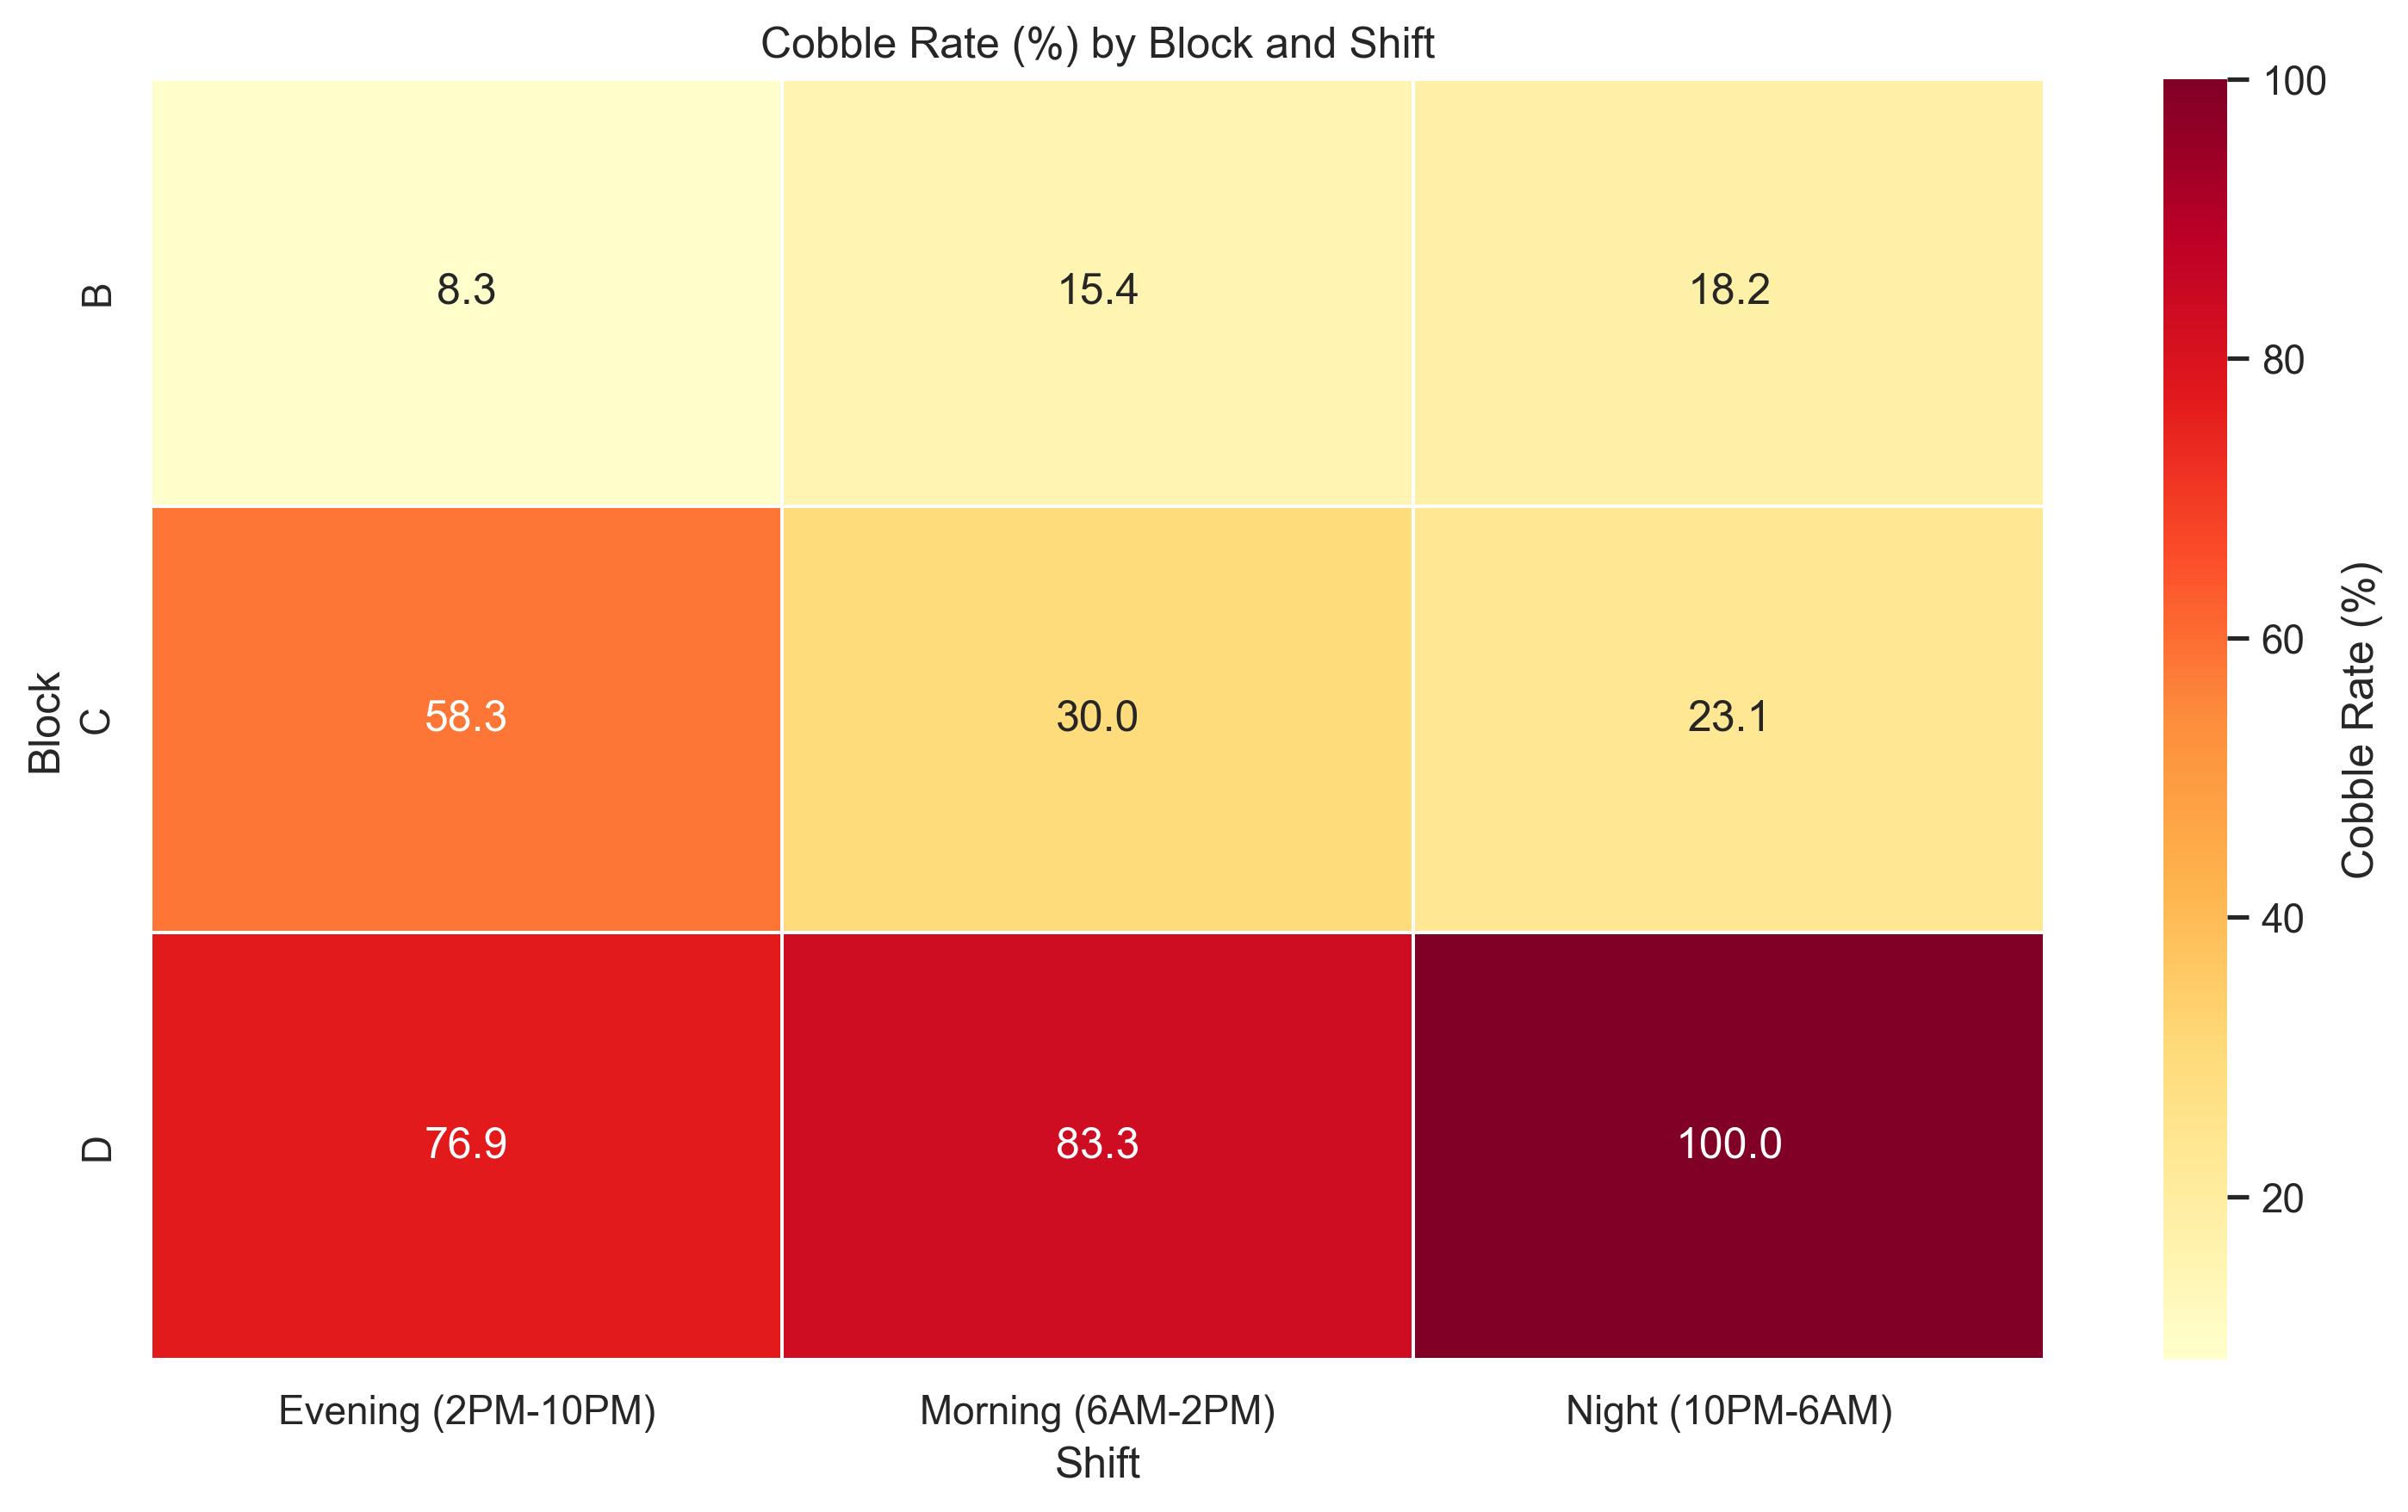 Cobble Rate (%) by Block and Shift
Block
B
8.3
15.4
18.2
C
58.3
30.0
23.1
D
76.9
83.3
100.0
Evening (2PM-10PM)
Morning (6AM-2PM)
Night (10PM-6AM)
Shift
100
80
60
40
20
Cobble Rate (%)